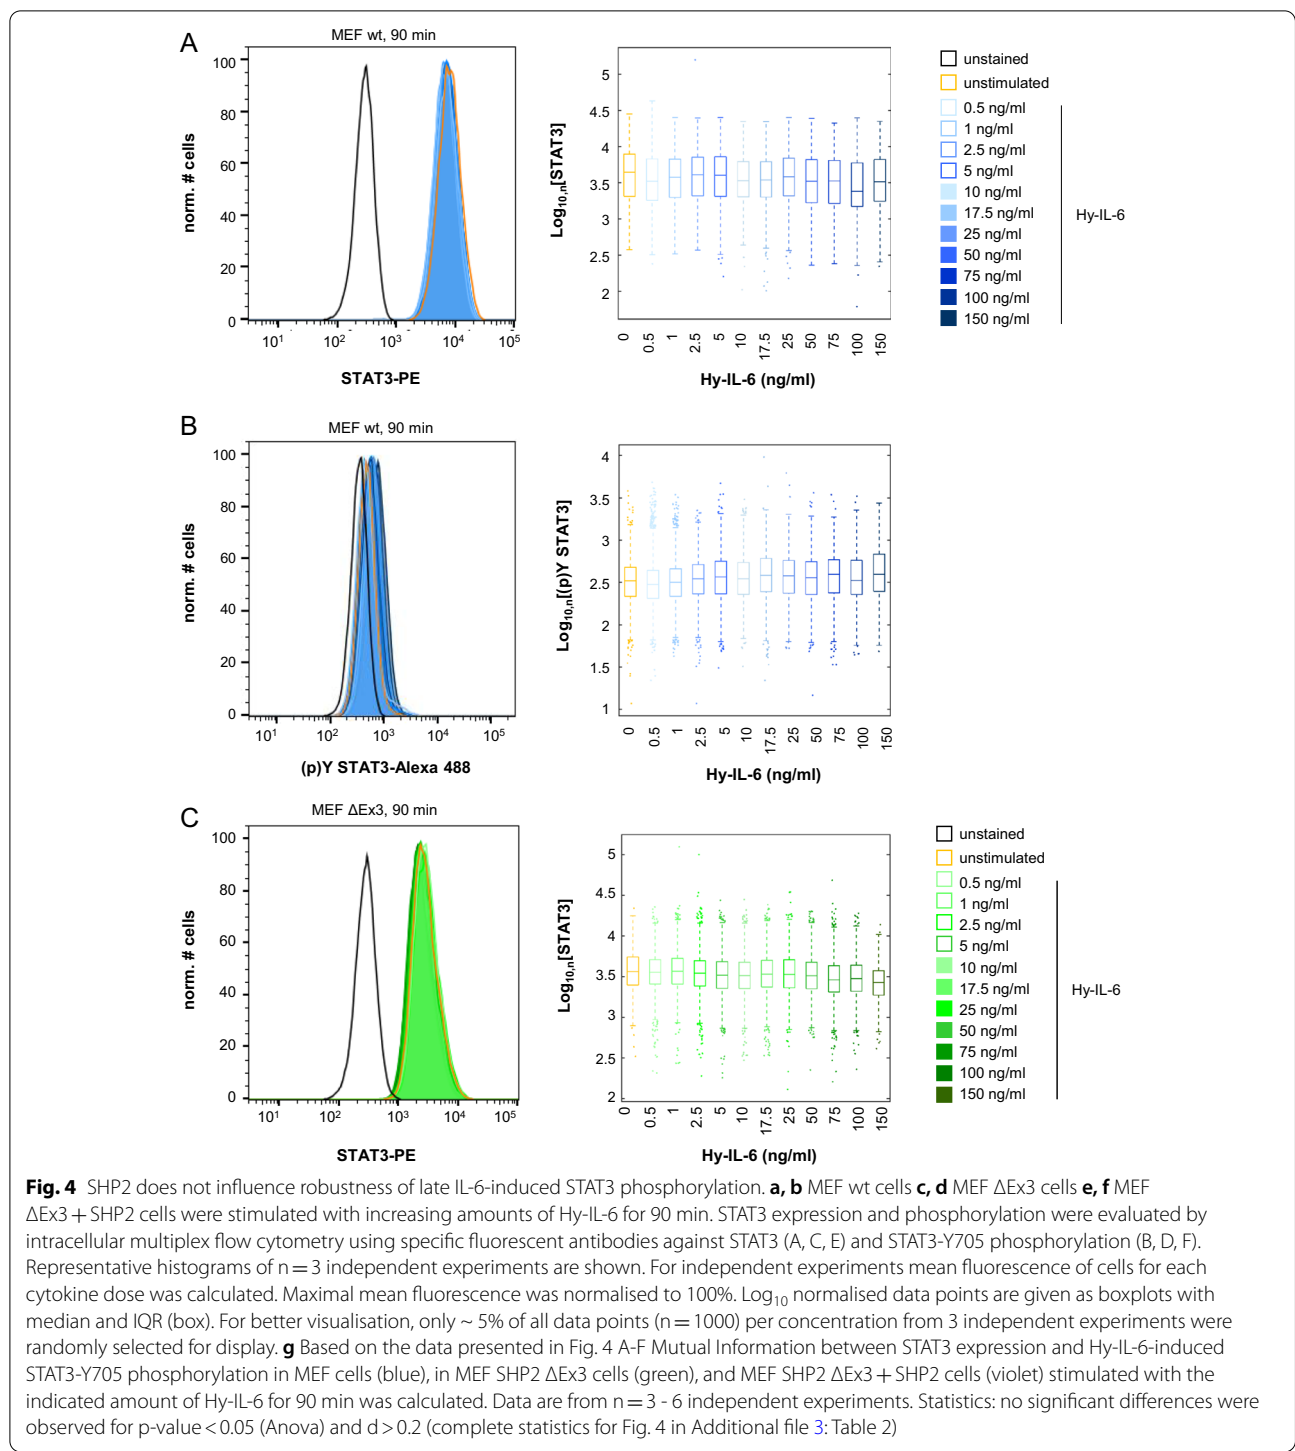 A
MEF wt, 90 min
norm. # cells
100
80
60
40
20
0
10¹ 10² 10³ 10⁴ 10⁵
STAT3-PE
Log₁₀,ₙ[STAT3]
5
4.5
4
3.5
3
2.5
2
0 0.5 1 2.5 5 10 17.5 25 50 75 100 150
Hy-IL-6 (ng/ml)
unstained
unstimulated
0.5 ng/ml
1 ng/ml
2.5 ng/ml
5 ng/ml
10 ng/ml
17.5 ng/ml
25 ng/ml
50 ng/ml
75 ng/ml
100 ng/ml
150 ng/ml
Hy-IL-6
B
MEF wt, 90 min
norm. # cells
100
80
60
40
20
0
10¹ 10² 10³ 10⁴ 10⁵
(p)Y STAT3-Alexa 488
Log₁₀,ₙ[(p)Y STAT3]
4
3.5
3
2.5
2
1.5
1
0 0.5 1 2.5 5 10 17.5 25 50 75 100 150
Hy-IL-6 (ng/ml)
C
MEF ΔEx3, 90 min
norm. # cells
100
80
60
40
20
0
10¹ 10² 10³ 10⁴ 10⁵
STAT3-PE
Log₁₀,ₙ[STAT3]
5
4.5
4
3.5
3
2.5
2
0 0.5 1 2.5 5 10 17.5 25 50 75 100 150
Hy-IL-6 (ng/ml)
unstained
unstimulated
0.5 ng/ml
1 ng/ml
2.5 ng/ml
5 ng/ml
10 ng/ml
17.5 ng/ml
25 ng/ml
50 ng/ml
75 ng/ml
100 ng/ml
150 ng/ml
Hy-IL-6
Fig. 4 SHP2 does not influence robustness of late IL-6-induced STAT3 phosphorylation. a, b MEF wt cells c, d MEF ΔEx3 cells e, f MEF
ΔEx3 + SHP2 cells were stimulated with increasing amounts of Hy-IL-6 for 90 min. STAT3 expression and phosphorylation were evaluated by
intracellular multiplex flow cytometry using specific fluorescent antibodies against STAT3 (A, C, E) and STAT3-Y705 phosphorylation (B, D, F).
Representative histograms of n = 3 independent experiments are shown. For independent experiments mean fluorescence of cells for each
cytokine dose was calculated. Maximal mean fluorescence was normalised to 100%. Log₁₀ normalised data points are given as boxplots with
median and IQR (box). For better visualisation, only ~ 5% of all data points (n = 1000) per concentration from 3 independent experiments were
randomly selected for display. g Based on the data presented in Fig. 4 A-F Mutual Information between STAT3 expression and Hy-IL-6-induced
STAT3-Y705 phosphorylation in MEF cells (blue), in MEF SHP2 ΔEx3 cells (green), and MEF SHP2 ΔEx3 + SHP2 cells (violet) stimulated with the
indicated amount of Hy-IL-6 for 90 min was calculated. Data are from n = 3 - 6 independent experiments. Statistics: no significant differences were
observed for p-value < 0.05 (Anova) and d > 0.2 (complete statistics for Fig. 4 in Additional file 3: Table 2)